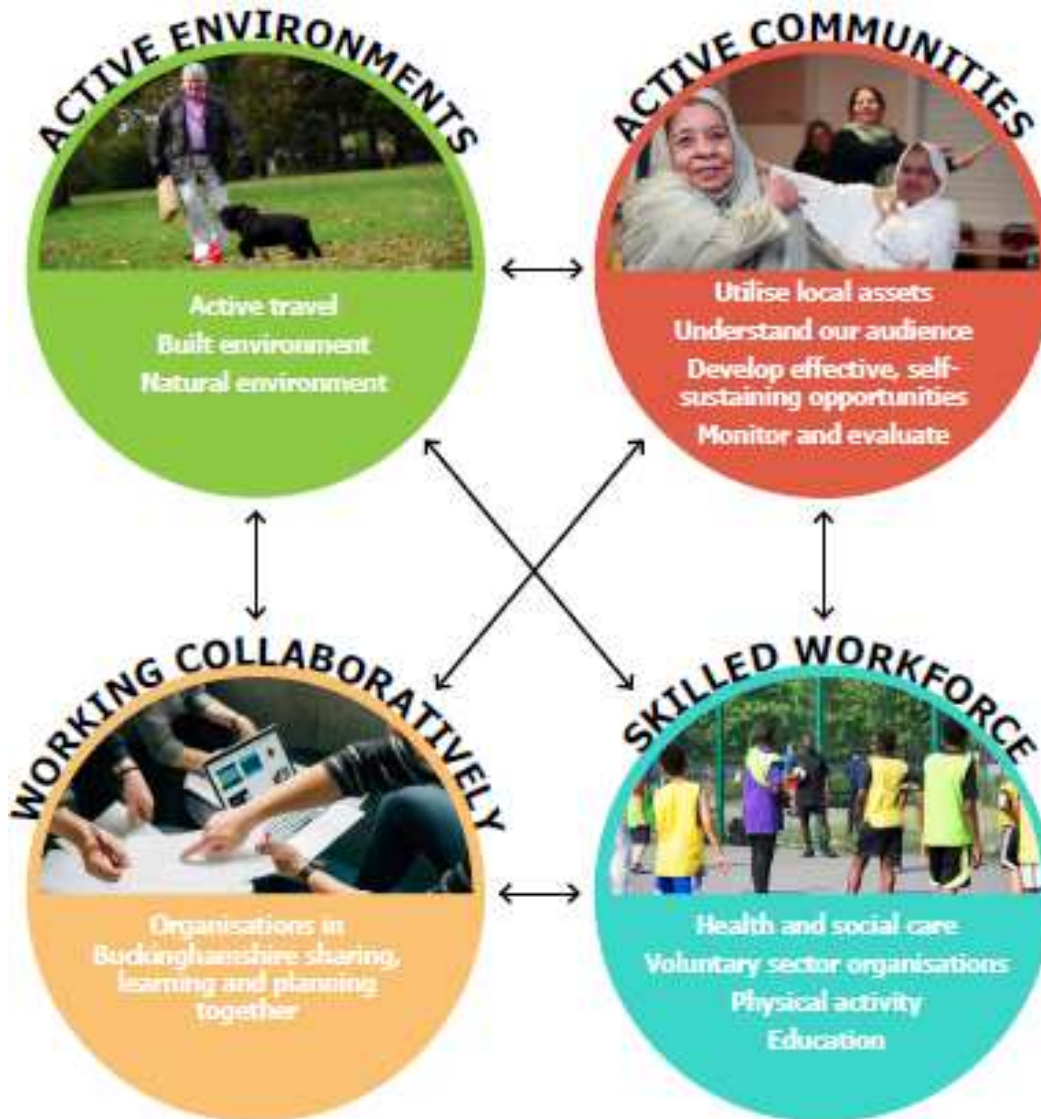 ACTIVE ENVIRONMENTS
Active travel
Built environment
Natural environment
ACTIVE COMMUNITIES
Utilise local assets
Understand our audience
Develop effective, self-
sustaining opportunities
Monitor and evaluate
WORKING COLLABORATIVELY
Organisations in
Buckinghamshire sharing,
learning and planning
together
SKILLED WORKFORCE
Health and social care
Voluntary sector organisations
Physical activity
Education